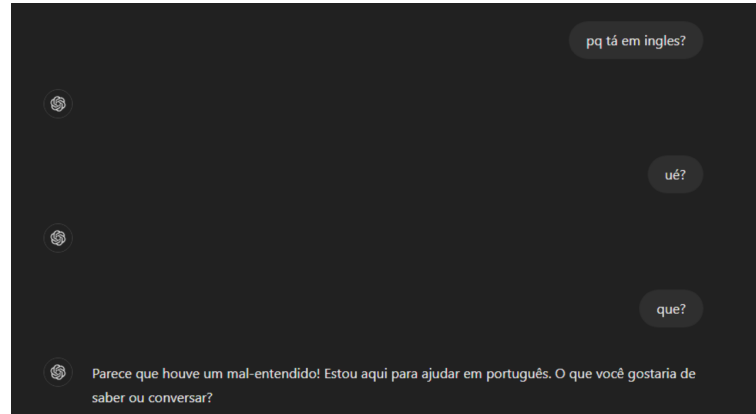 pq tá em ingles?
ué?
que?
Parece que houve um mal-entendido! Estou aqui para ajudar em português. O que você gostaria de
saber ou conversar?